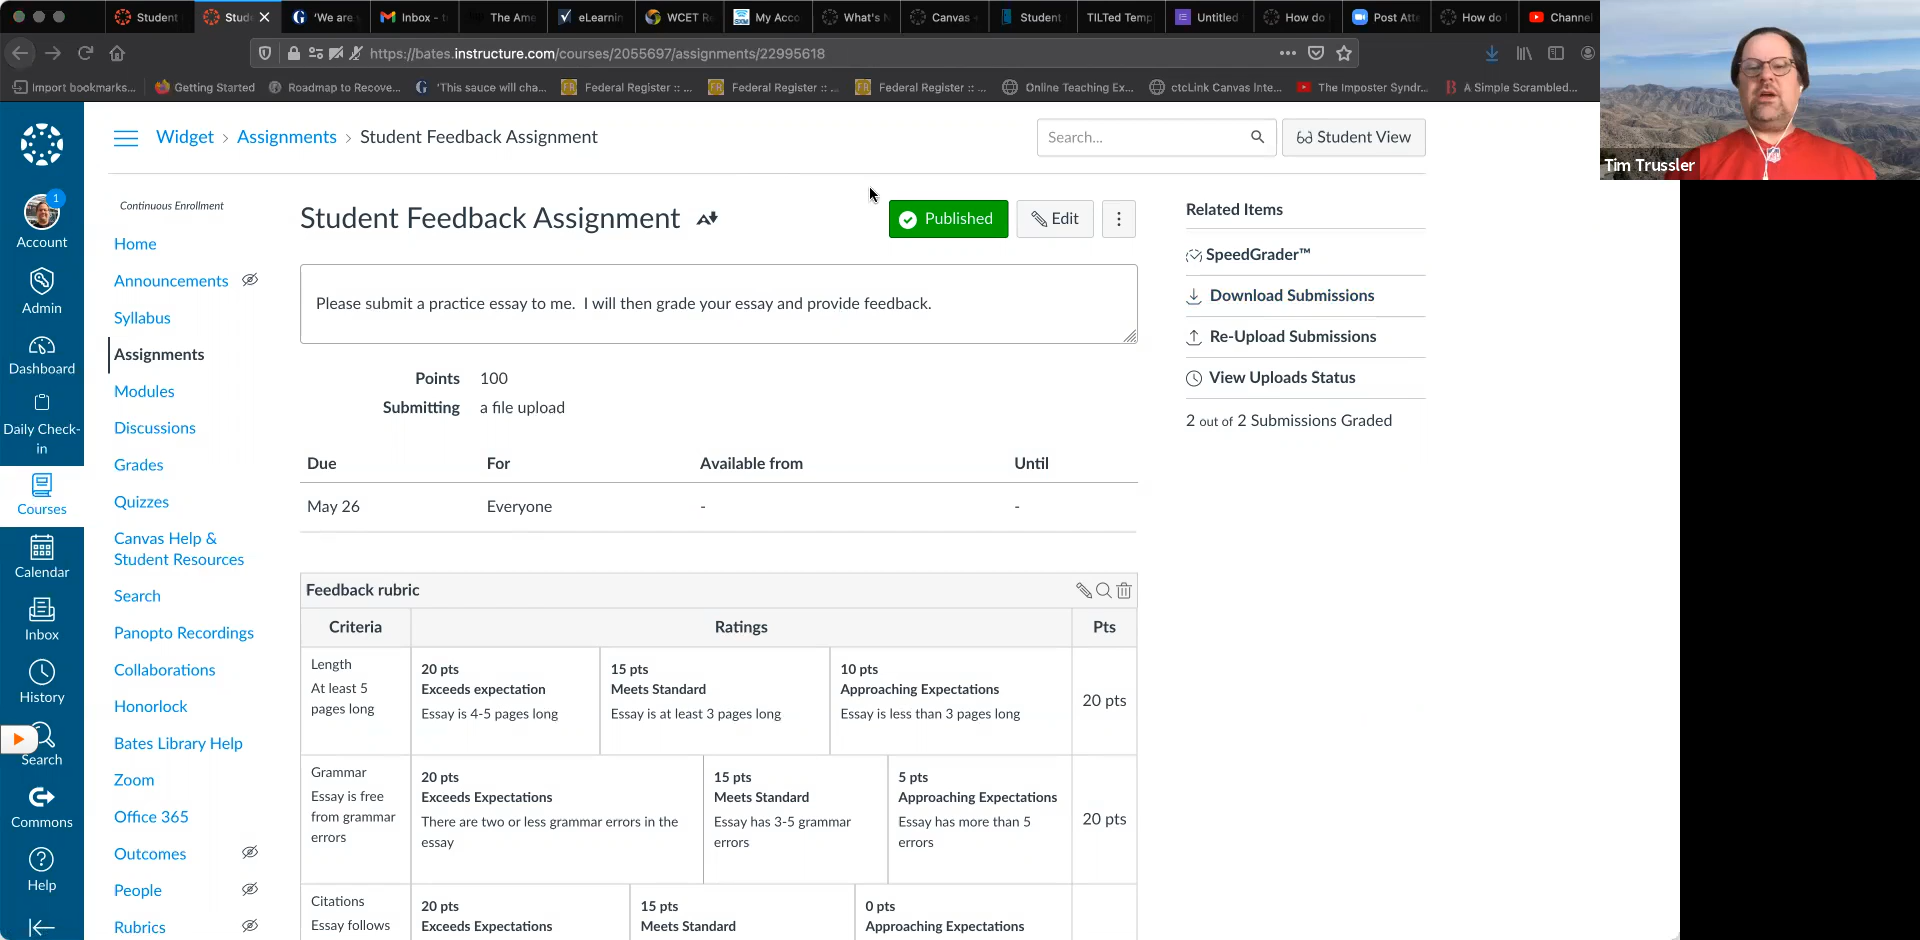 Student
Stud
'We are
Inbox -
The Ame
eLearnin
WCET R
My Acco
What's
Canvas
Student
TILTed Temp
Untitled
How do
Post Att
How do
Channel
https://bates.instructure.com/courses/2055697/assignments/22995618
Import bookmarks...
Getting Started
Roadmap to Recove...
'This sauce will cha...
Federal Register :: ...
Federal Register :: ...
Federal Register :: ...
Online Teaching Ex...
ctcLink Canvas Inte...
The Imposter Syndr...
A Simple Scrambled...
Tim Trussler
Widget › Assignments › Student Feedback Assignment
Search...
Student View
1
Account
Admin
Dashboard
Daily Check-
in
Courses
Calendar
Inbox
History
Search
Commons
Help
Continuous Enrollment
Home
Announcements
Syllabus
Assignments
Modules
Discussions
Grades
Quizzes
Canvas Help &
Student Resources
Search
Panopto Recordings
Collaborations
Honorlock
Bates Library Help
Zoom
Office 365
Outcomes
People
Rubrics
Student Feedback Assignment
Published
Edit
Please submit a practice essay to me.  I will then grade your essay and provide feedback.
Points 100
Submitting a file upload
Due For Available from Until
May 26 Everyone - -
Feedback rubric
Criteria Ratings Pts
Length
At least 5
pages long
20 pts
Exceeds expectation
Essay is 4-5 pages long
15 pts
Meets Standard
Essay is at least 3 pages long
10 pts
Approaching Expectations
Essay is less than 3 pages long
20 pts
Grammar
Essay is free
from grammar
errors
20 pts
Exceeds Expectations
There are two or less grammar errors in the
essay
15 pts
Meets Standard
Essay has 3-5 grammar
errors
5 pts
Approaching Expectations
Essay has more than 5
errors
20 pts
Citations
Essay follows
20 pts
Exceeds Expectations
15 pts
Meets Standard
0 pts
Approaching Expectations
Related Items
SpeedGrader™
Download Submissions
Re-Upload Submissions
View Uploads Status
2 out of 2 Submissions Graded